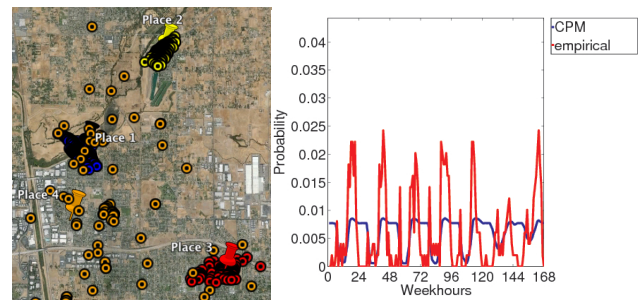 Place 2
Place 1
Place 4
Place 3
CPM
empirical
0.04
0.035
0.03
0.025
0.02
0.015
0.01
0.005
0
0 24 48 72 96 120 144 168
Probability
Weekhours